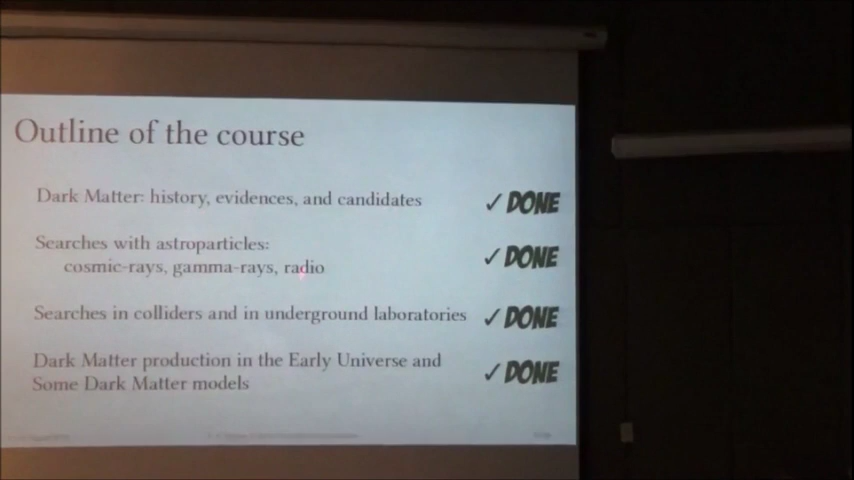 Outline of the course
Dark Matter: history, evidences, and candidates ✓ DONE
Searches with astroparticles:
cosmic-rays, gamma-rays, radio ✓ DONE
Searches in colliders and in underground laboratories ✓ DONE
Dark Matter production in the Early Universe and
Some Dark Matter models ✓ DONE